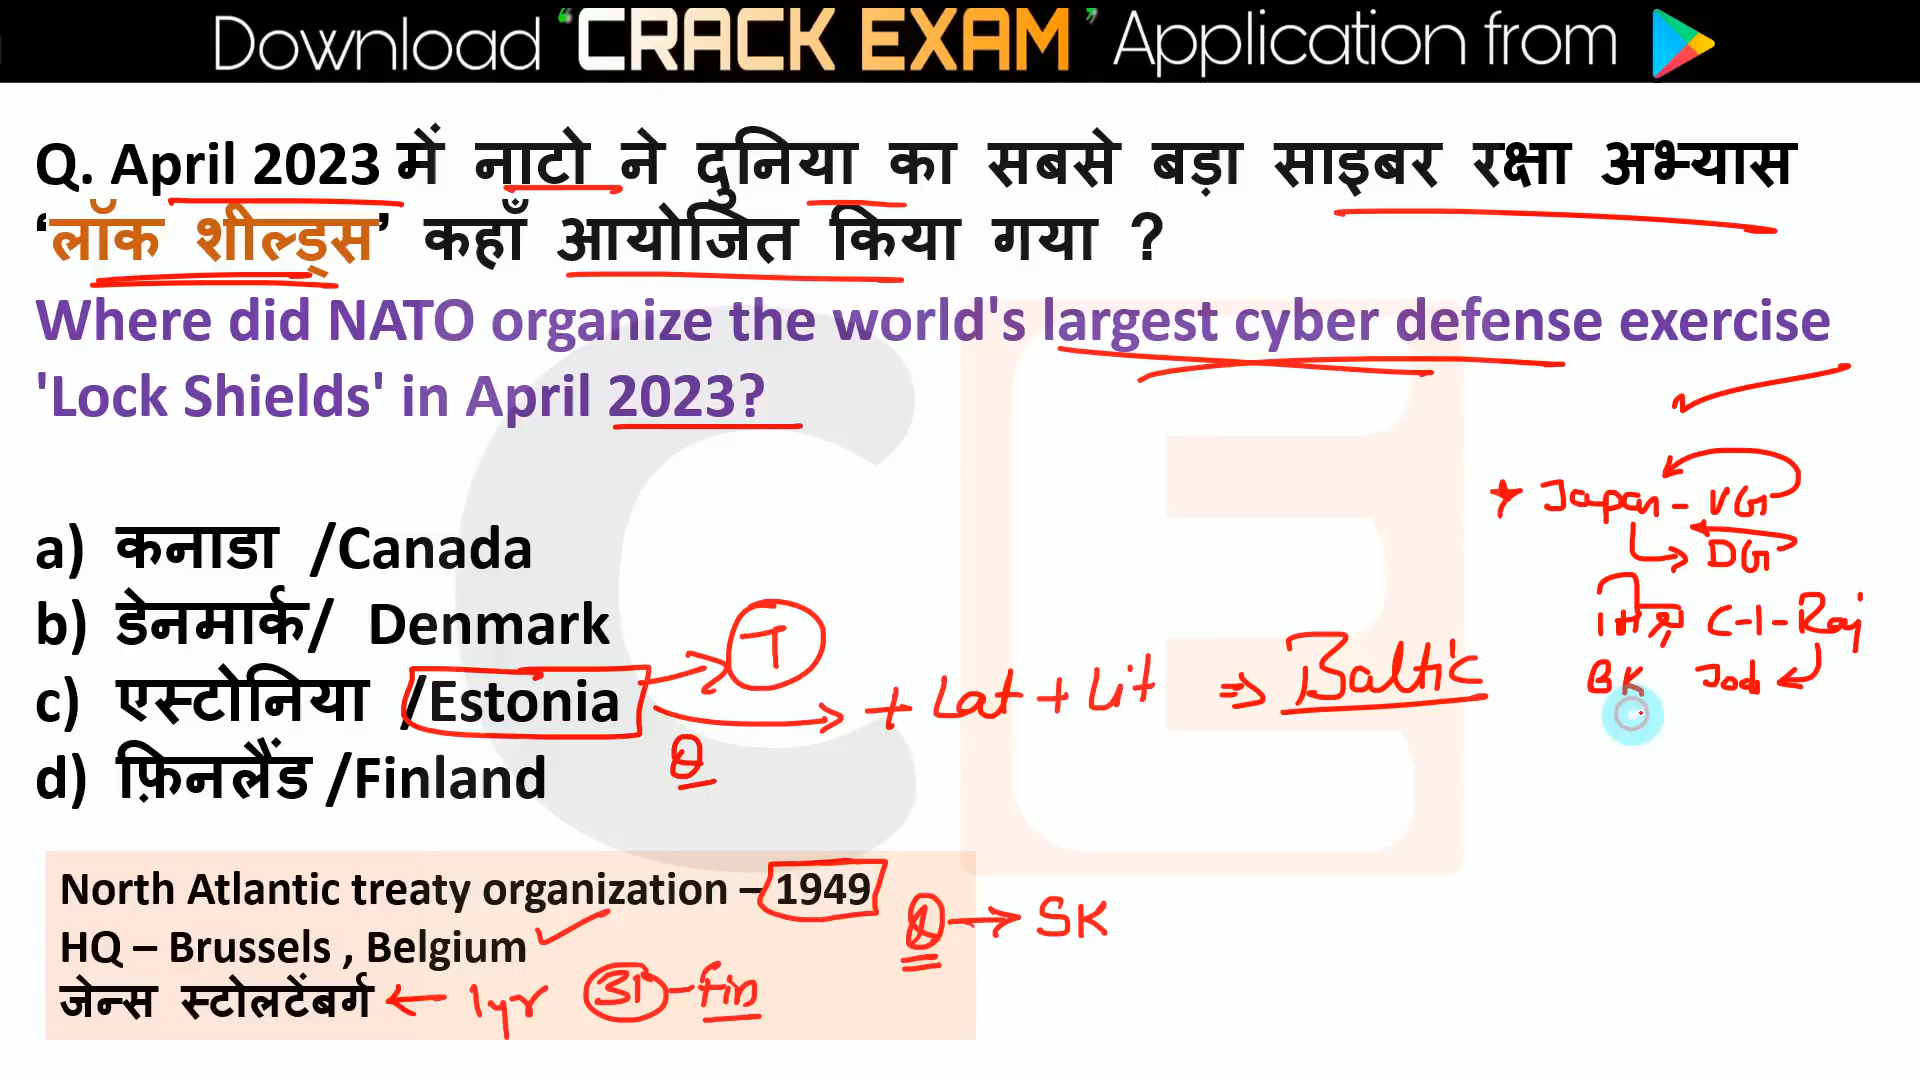 Download "CRACK EXAM" Application from
Q. April 2023 में नाटो ने दुनिया का सबसे बड़ा साइबर रक्षा अभ्यास
‘लॉक शील्ड्स’ कहाँ आयोजित किया गया ?
Where did NATO organize the world's largest cyber defense exercise
'Lock Shields' in April 2023?
Japan - VG
DG
C-1-Raj
BK Jod
a) कनाडा /Canada
b) डेनमार्क/ Denmark
T
c) एस्टोनिया /Estonia
+ Lat + Lit ⇒ Baltic
d) फ़िनलैंड /Finland
North Atlantic treaty organization – 1949
→ SK
HQ – Brussels , Belgium
जेन्स स्टोलटेंबर्ग ← 1yr 31 - fin
CE